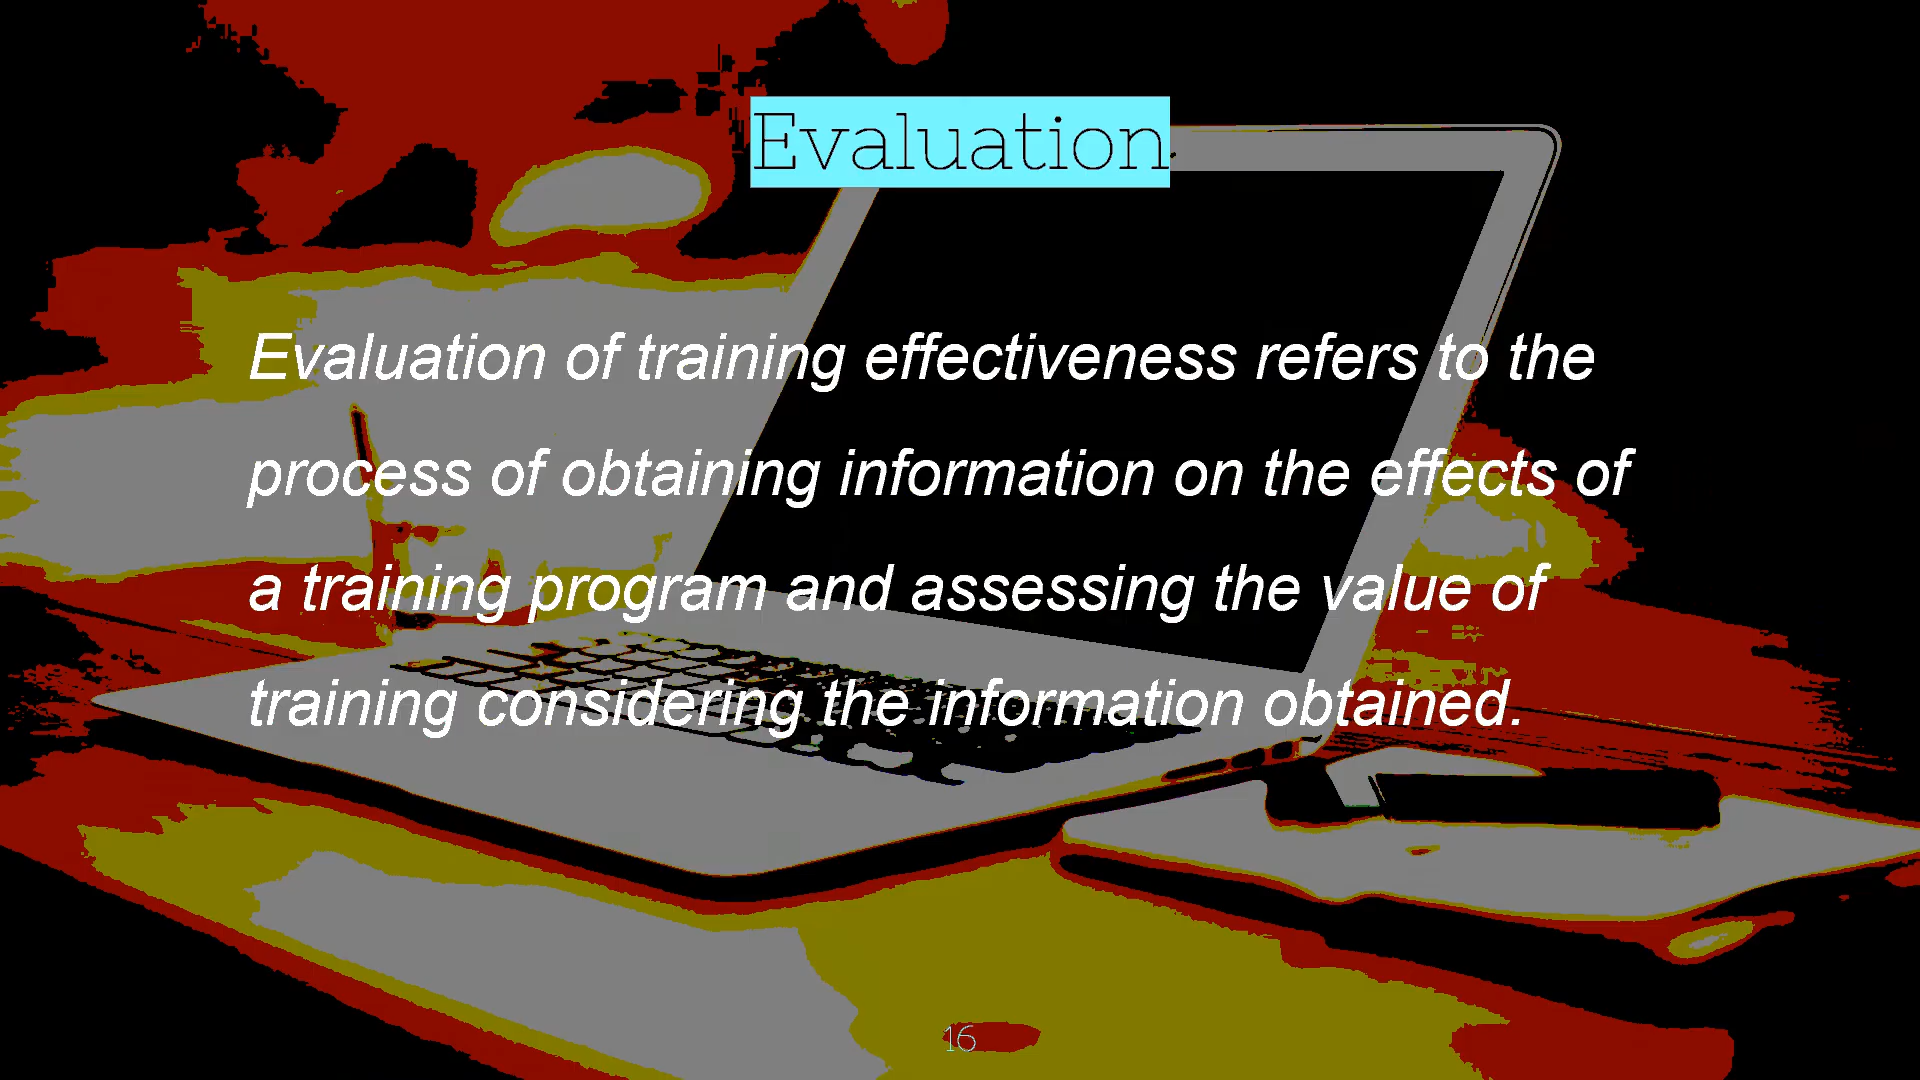 Evaluation
Evaluation of training effectiveness refers to the
process of obtaining information on the effects of
a training program and assessing the value of
training considering the information obtained.
16